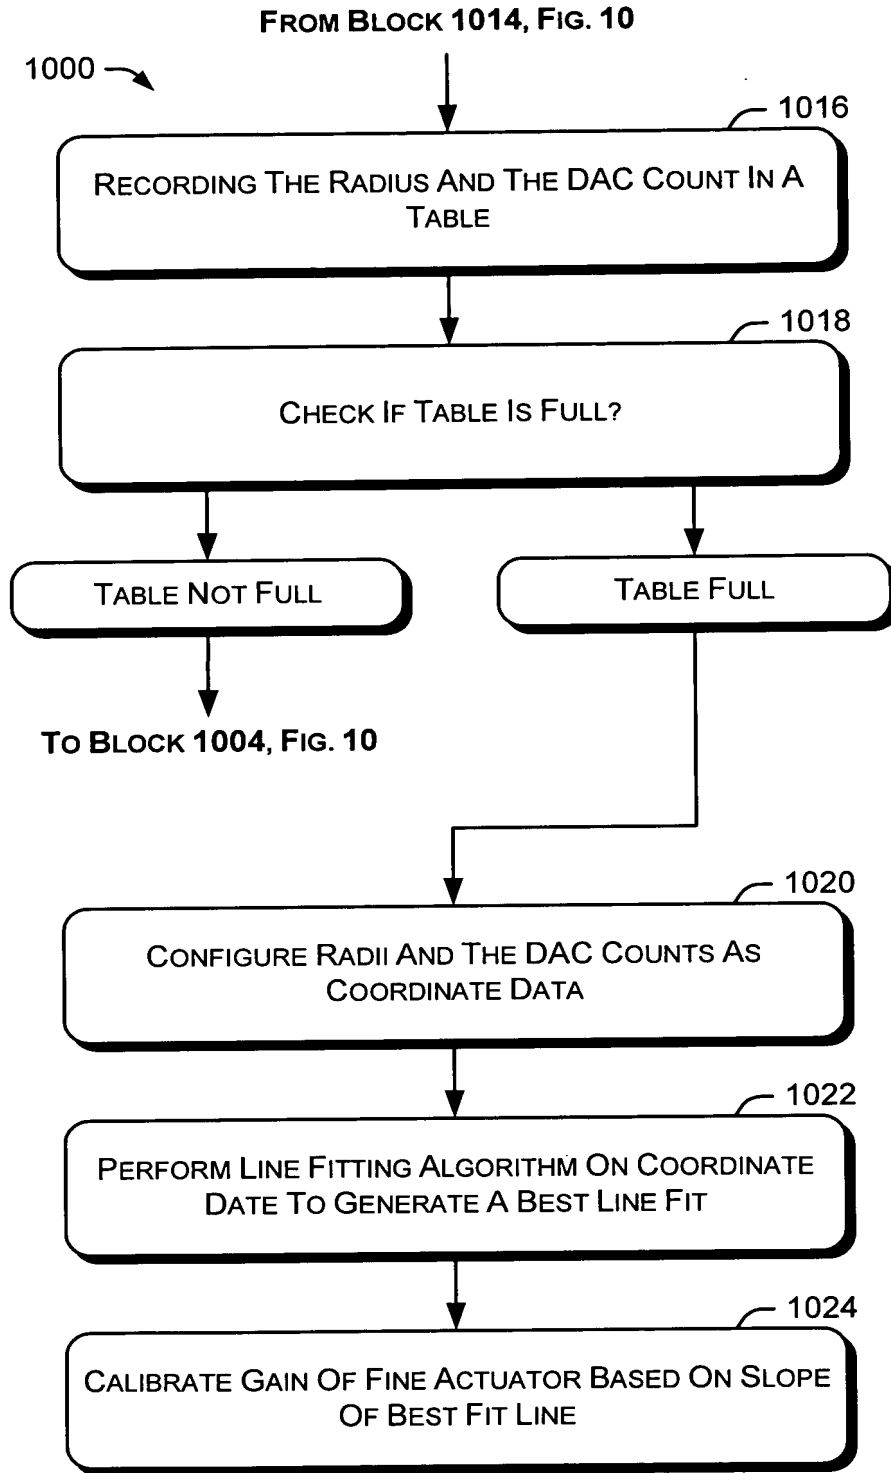 FROM BLOCK 1014, FIG. 10
1000
1016
RECORDING THE RADIUS AND THE DAC COUNT IN A
TABLE
1018
CHECK IF TABLE IS FULL?
TABLE NOT FULL
TABLE FULL
TO BLOCK 1004, FIG. 10
1020
CONFIGURE RADII AND THE DAC COUNTS AS
COORDINATE DATA
1022
PERFORM LINE FITTING ALGORITHM ON COORDINATE
DATE TO GENERATE A BEST LINE FIT
1024
CALIBRATE GAIN OF FINE ACTUATOR BASED ON SLOPE
OF BEST FIT LINE